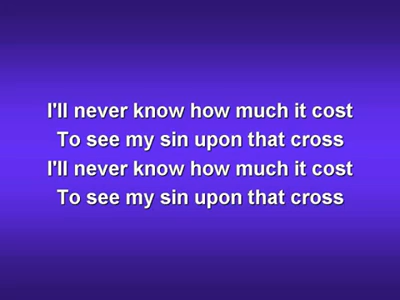 I'll never know how much it cost
To see my sin upon that cross
I'll never know how much it cost
To see my sin upon that cross